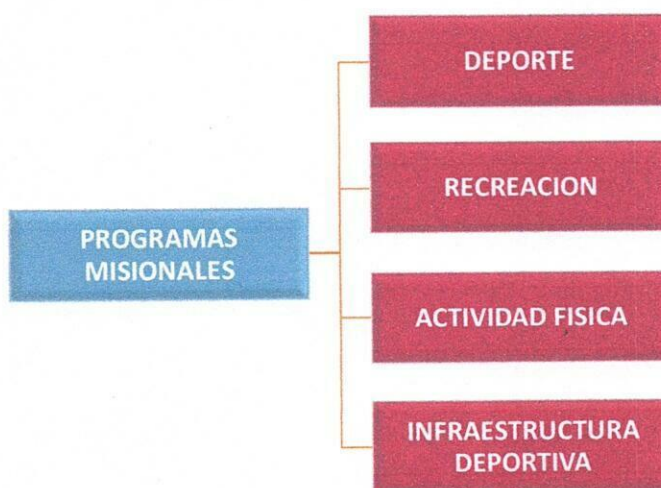 DEPORTE
RECREACION
PROGRAMAS
MISIONALES
ACTIVIDAD FISICA
INFRAESTRUCTURA
DEPORTIVA